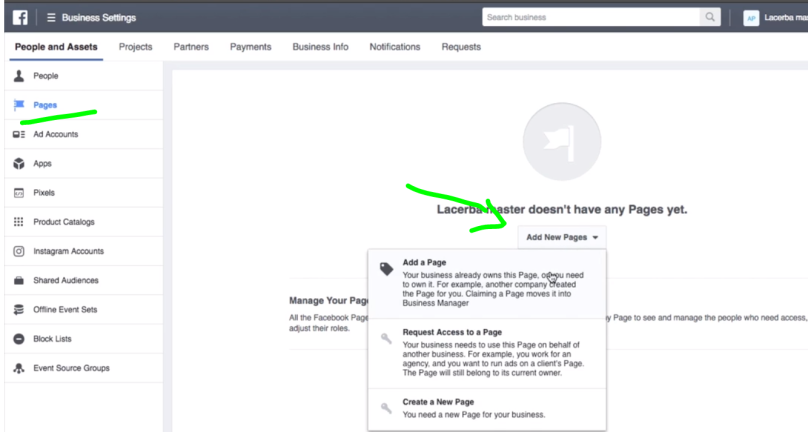 f Business Settings Search business AP Lacerba mas
People and Assets Projects Partners Payments Business Info Notifications Requests
People
Pages
Ad Accounts
Apps
Pixels
Product Catalogs
Instagram Accounts
Shared Audiences
Offline Event Sets
Block Lists
Event Source Groups
Lacerba master doesn't have any Pages yet.
Add New Pages
Add a Page
Your business already owns this Page, or you need
to own it. For example, another company created
the Page for you. Claiming a Page moves it into
Business Manager
Request Access to a Page
Your business needs to use this Page on behalf of
another business. For example, you work for an
agency, and you want to run ads on a client's Page.
The Page will still belong to its current owner.
Create a New Page
You need a new Page for your business.
Manage Your Pag
All the Facebook Page
adjust their roles.
y Page to see and manage the people who need access,